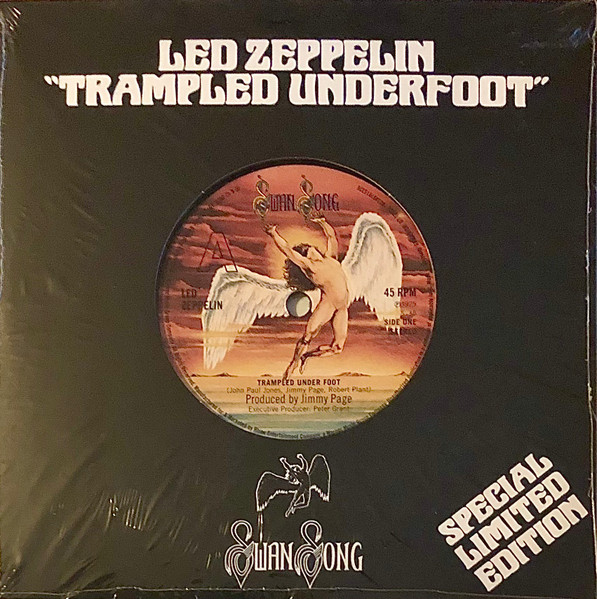 LED ZEPPELIN
“TRAMPLED UNDERFOOT”
SWAN SONG
A
LED
ZEPPELIN
45 RPM
SIDE ONE
TRAMPLED UNDER FOOT
(John Paul Jones, Jimmy Page, Robert Plant)
Produced by Jimmy Page
Executive Producer: Peter Grant
SWAN SONG
SPECIAL
LIMITED
EDITION